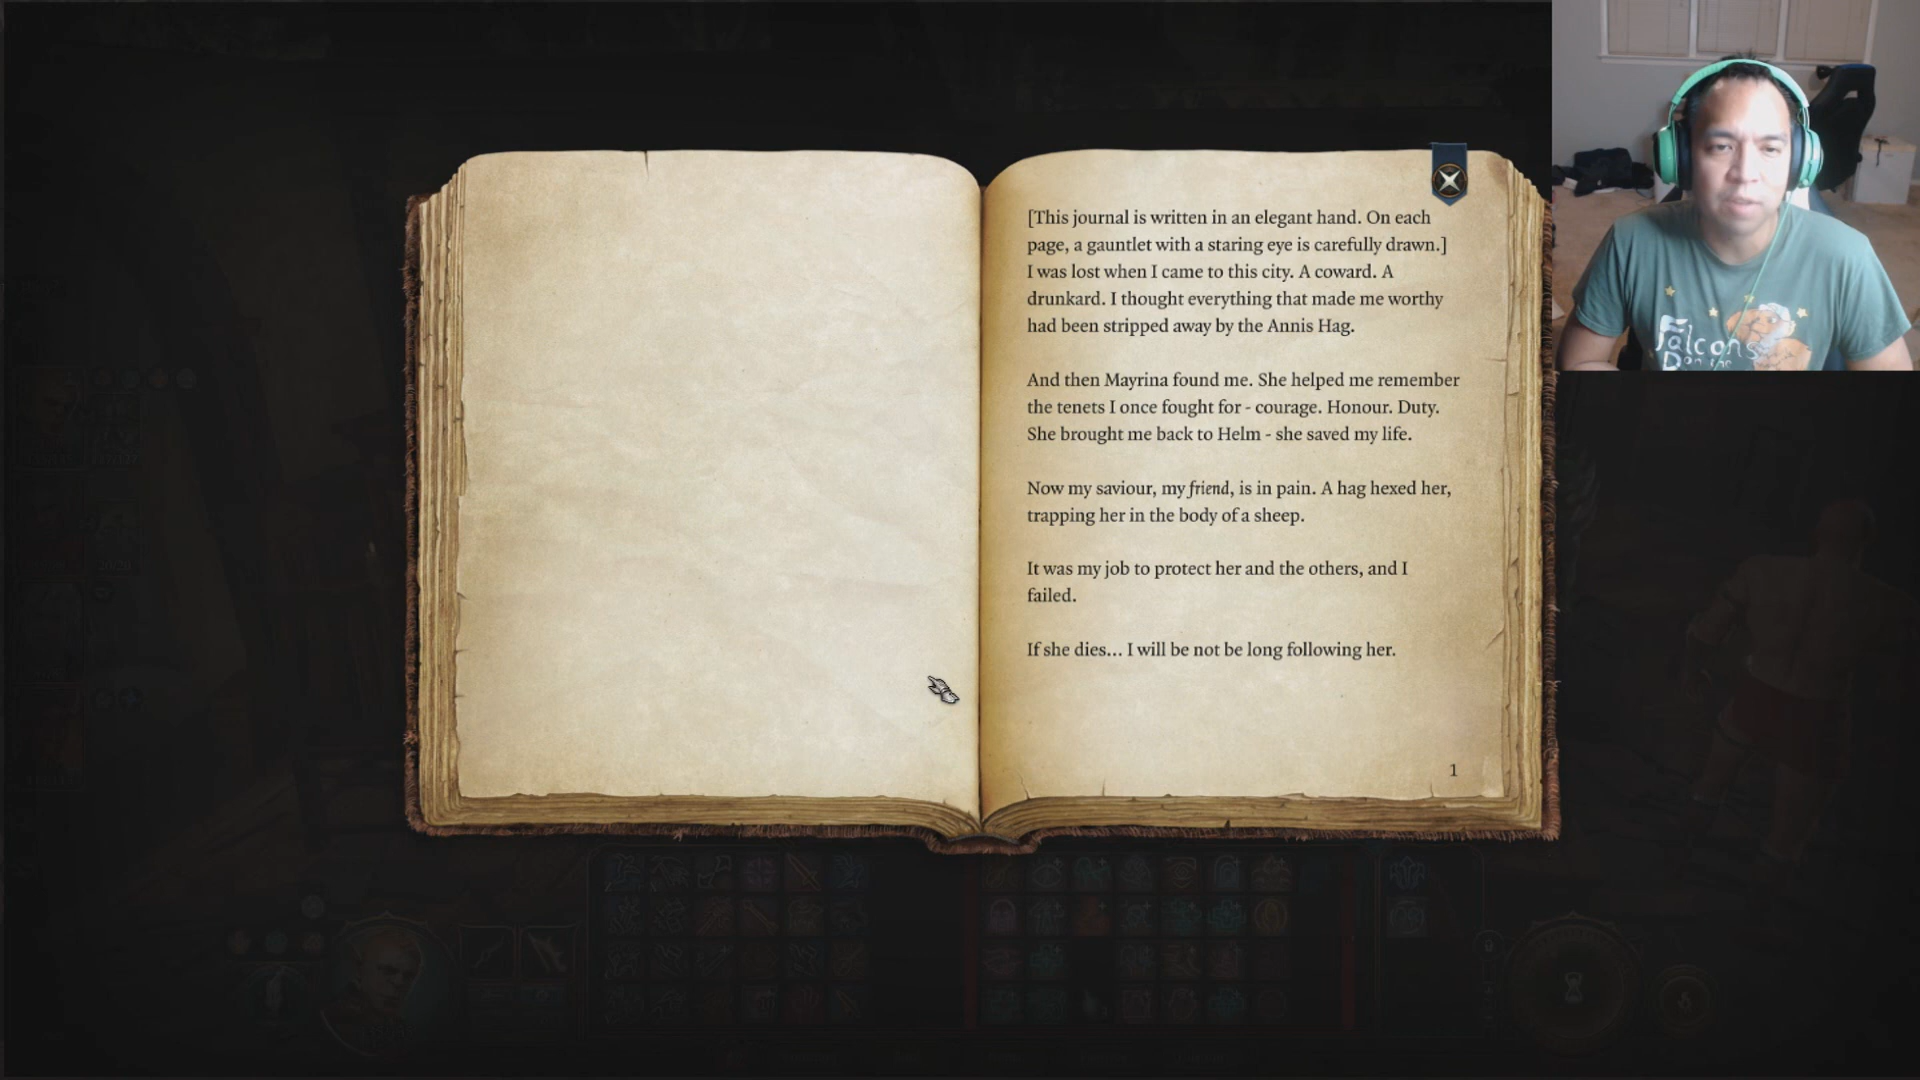 [This journal is written in an elegant hand. On each
page, a gauntlet with a staring eye is carefully drawn.]
I was lost when I came to this city. A coward. A
drunkard. I thought everything that made me worthy
had been stripped away by the Annis Hag.
And then Mayrina found me. She helped me remember
the tenets I once fought for - courage. Honour. Duty.
She brought me back to Helm - she saved my life.
Now my saviour, my friend, is in pain. A hag hexed her,
trapping her in the body of a sheep.
It was my job to protect her and the others, and I
failed.
If she dies... I will be not be long following her.
1
Falcons
Don the